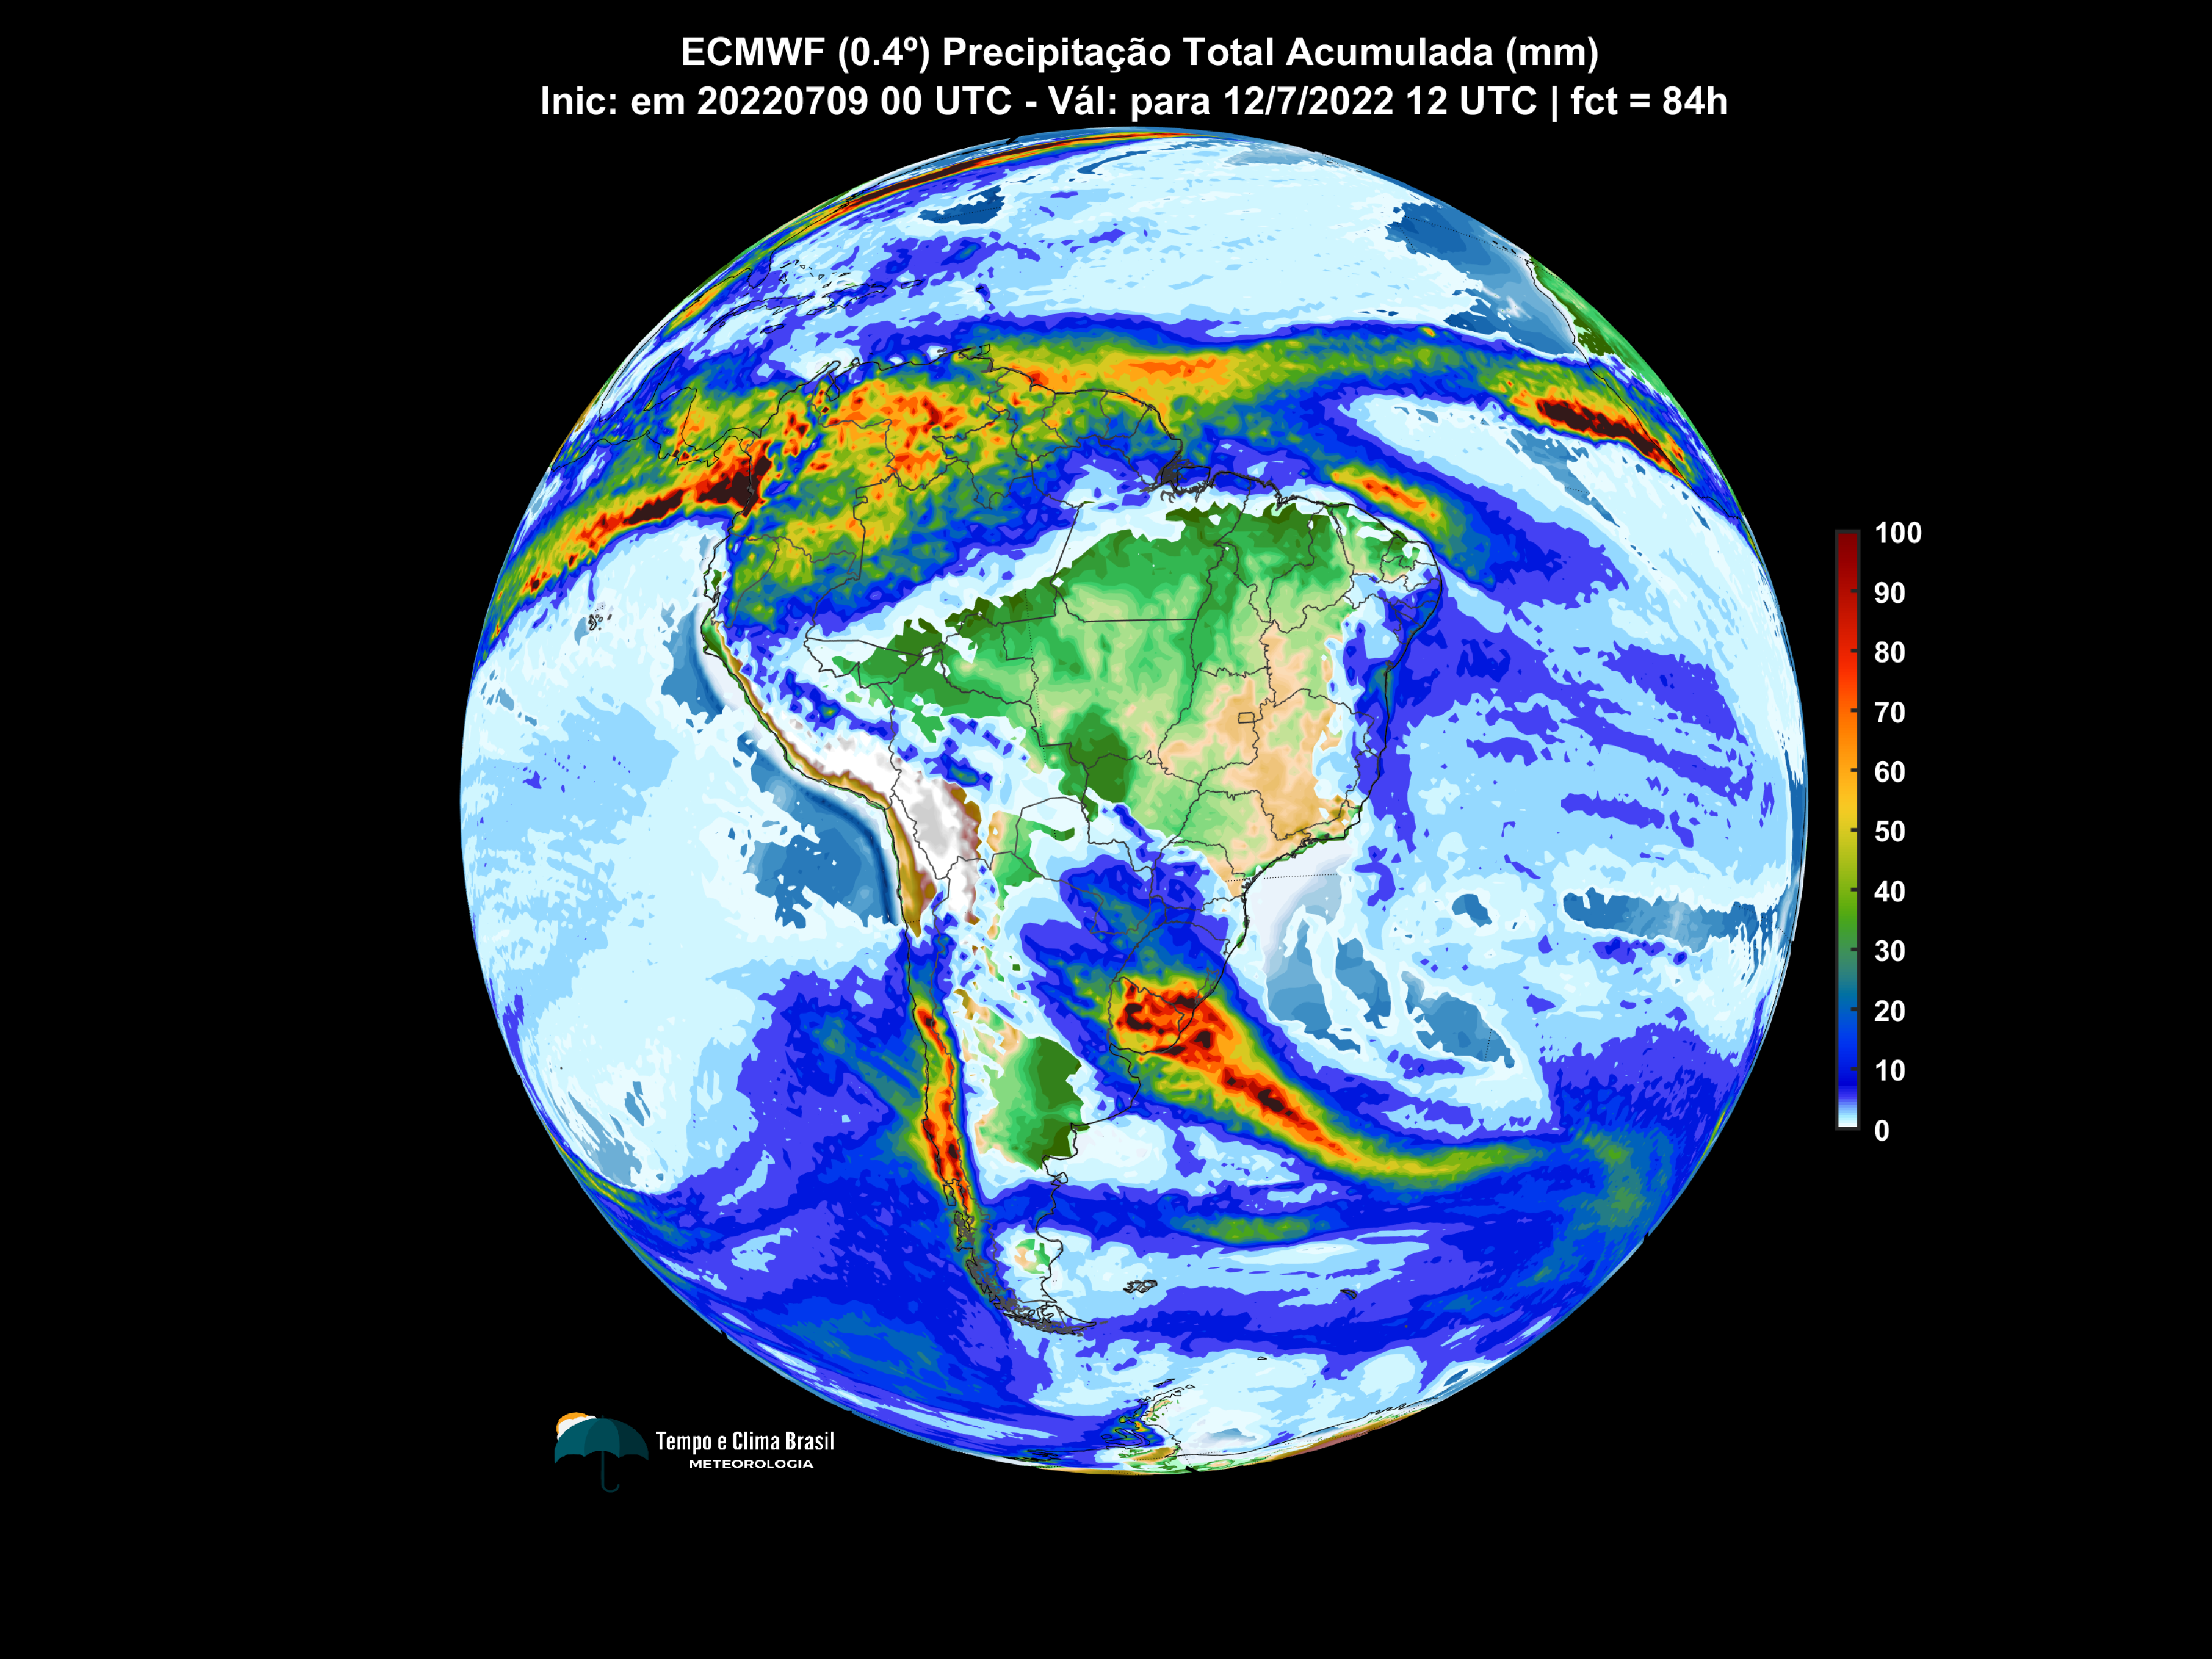 ECMWF (0.4º) Precipitação Total Acumulada (mm)
Inic: em 20220709 00 UTC - Vál: para 12/7/2022 12 UTC | fct = 84h
100
90
80
70
60
50
40
30
20
10
0
Tempo e Clima Brasil
METEOROLOGIA